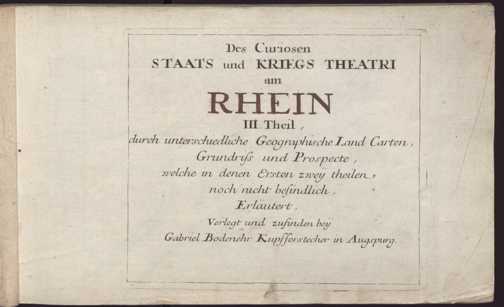 Des Curiosen
STAATS und KRIEGS THEATRI
am
RHEIN
III Theil,
durch unterschiedliche Geographische Land Carten,
Grundriss und Prospecte,
welche in denen Ersten zwey theilen,
noch nicht befindlich,
Erläutert.
Verlegt und zufinden bey
Gabriel Bodenehr Kupfferstecher in Augspurg.